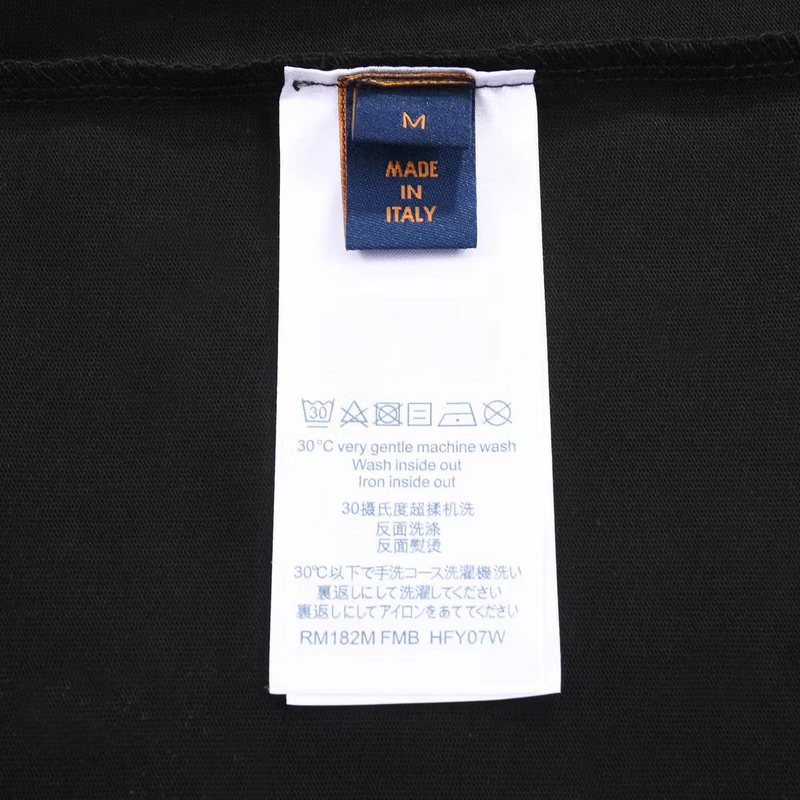 M
MADE
IN
ITALY
30
30°C very gentle machine wash
Wash inside out
Iron inside out
30摄氏度超揉机洗
反面洗涤
反面熨烫
30℃以下で手洗コース洗濯機洗い
裏返しにして洗濯してください
裏返しにしてアイロンをあててください
RM182M FMB HFY07W